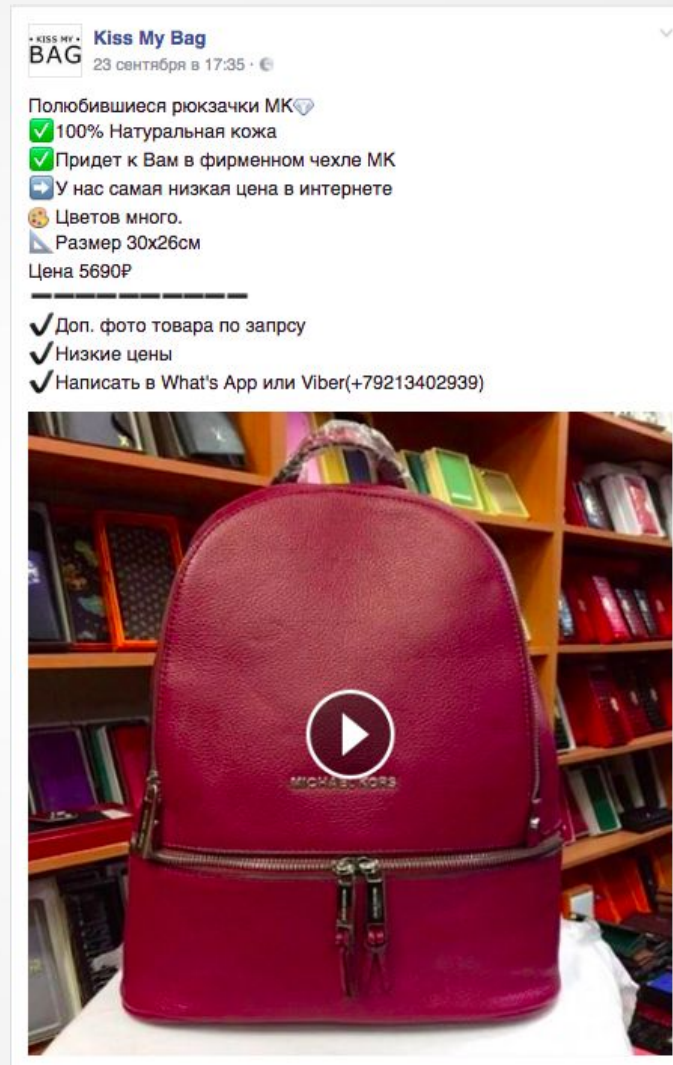 • KISS MY •
BAG
Kiss My Bag
23 сентября в 17:35 ·
Полюбившиеся рюкзачки МК💎
✅100% Натуральная кожа
✅Придет к Вам в фирменном чехле МК
➡️У нас самая низкая цена в интернете
🎨 Цветов много.
📐Размер 30х26см
Цена 5690₽
➖➖➖➖➖➖➖➖➖➖
✔️Доп. фото товара по запрсу
✔️Низкие цены
✔️Написать в What's App или Viber(+79213402939)
MICHAEL KORS